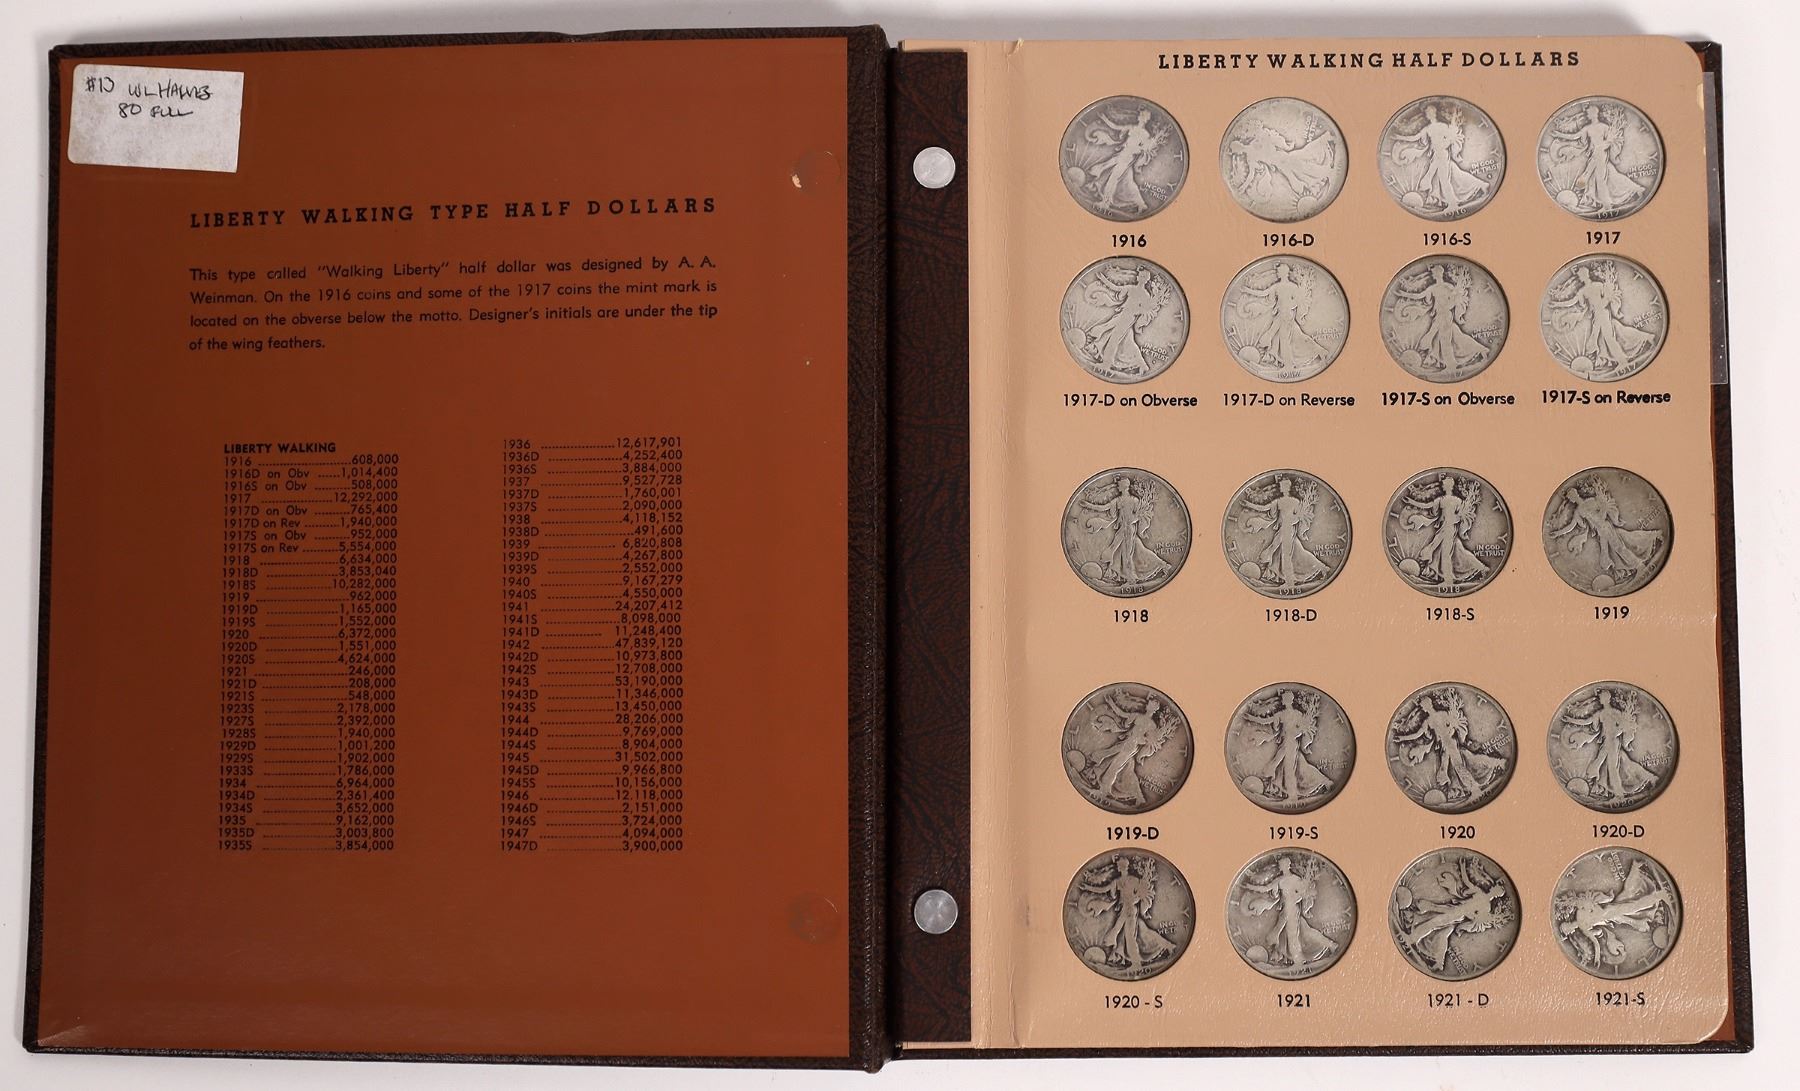 #13 WL HALVES
80 FULL
LIBERTY WALKING TYPE HALF DOLLARS
This type called "Walking Liberty" half dollar was designed by A. A.
Weinman. On the 1916 coins and some of the 1917 coins the mint mark is
located on the obverse below the motto. Designer's initials are under the tip
of the wing feathers.
LIBERTY WALKING
1916 ........ 608,000
1916D on Obv ...... 1,014,400
1916S on Obv ........ 508,000
1917 ........ 12,292,000
1917D on Obv ........ 765,400
1917D on Rev ........ 1,940,000
1917S on Obv ........ 952,000
1917S on Rev ........ 5,554,000
1918 ........ 6,634,000
1918D ........ 3,853,040
1918S ........ 10,282,000
1919 ........ 962,000
1919D ........ 1,165,000
1919S ........ 1,552,000
1920 ........ 6,372,000
1920D ........ 1,551,000
1920S ........ 4,624,000
1921 ........ 246,000
1921D ........ 208,000
1921S ........ 548,000
1923S ........ 2,178,000
1927S ........ 2,392,000
1928S ........ 1,940,000
1929D ........ 1,001,200
1929S ........ 1,902,000
1933S ........ 1,786,000
1934 ........ 6,964,000
1934D ........ 2,361,400
1934S ........ 3,652,000
1935 ........ 9,162,000
1935D ........ 3,003,800
1935S ........ 3,854,000
1936 ........ 12,617,901
1936D ........ 4,252,400
1936S ........ 3,884,000
1937 ........ 9,527,728
1937D ........ 1,760,001
1937S ........ 2,090,000
1938 ........ 4,118,152
1938D ........ 491,600
1939 ........ 6,820,808
1939D ........ 4,267,800
1939S ........ 2,552,000
1940 ........ 9,167,279
1940S ........ 4,550,000
1941 ........ 24,207,412
1941S ........ 8,098,000
1941D ........ 11,248,400
1942 ........ 47,839,120
1942D ........ 10,973,800
1942S ........ 12,708,000
1943 ........ 53,190,000
1943D ........ 11,346,000
1943S ........ 13,450,000
1944 ........ 28,206,000
1944D ........ 9,769,000
1944S ........ 8,904,000
1945 ........ 31,502,000
1945D ........ 9,966,800
1945S ........ 10,156,000
1946 ........ 12,118,000
1946D ........ 2,151,000
1946S ........ 3,724,000
1947 ........ 4,094,000
1947D ........ 3,900,000
LIBERTY WALKING HALF DOLLARS
1916 1916-D 1916-S 1917
1917-D on Obverse 1917-D on Reverse 1917-S on Obverse 1917-S on Reverse
1918 1918-D 1918-S 1919
1919-D 1919-S 1920 1920-D
1920 - S 1921 1921 - D 1921-S